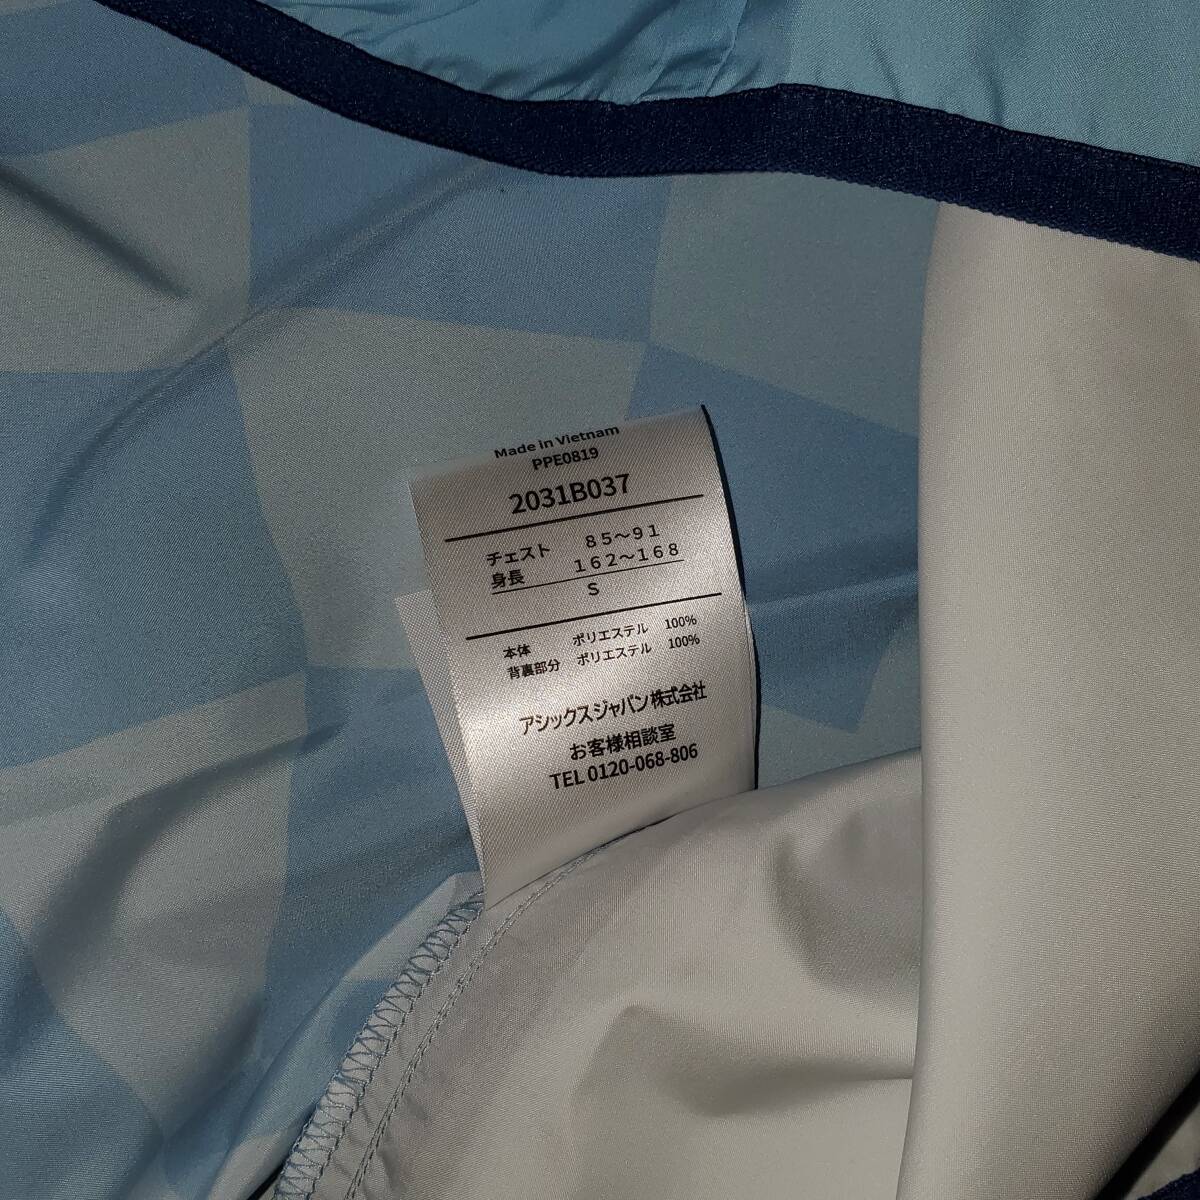 Made in Vietnam
PPE0819
2031B037
チェスト 85～91
身長 162～168
S
本体 ポリエステル 100%
背裏部分 ポリエステル 100%
アシックスジャパン株式会社
お客様相談室
TEL 0120-068-806